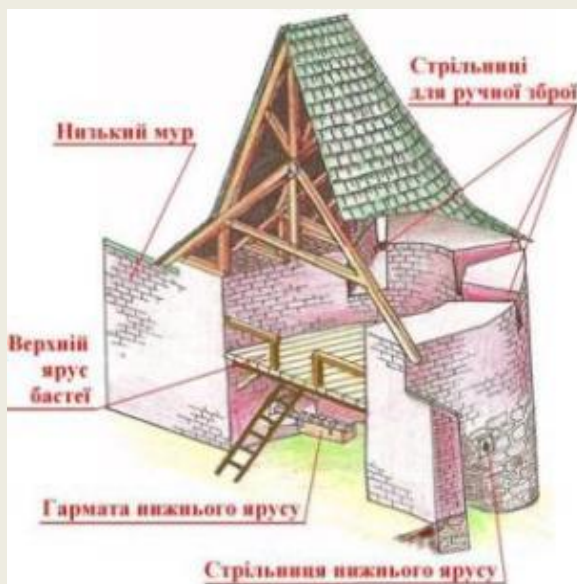 Стрільниці
для ручної зброї
Низький мур
Верхній
ярус
бастеї
Гармата нижнього ярусу
Стрільниця нижнього ярусу